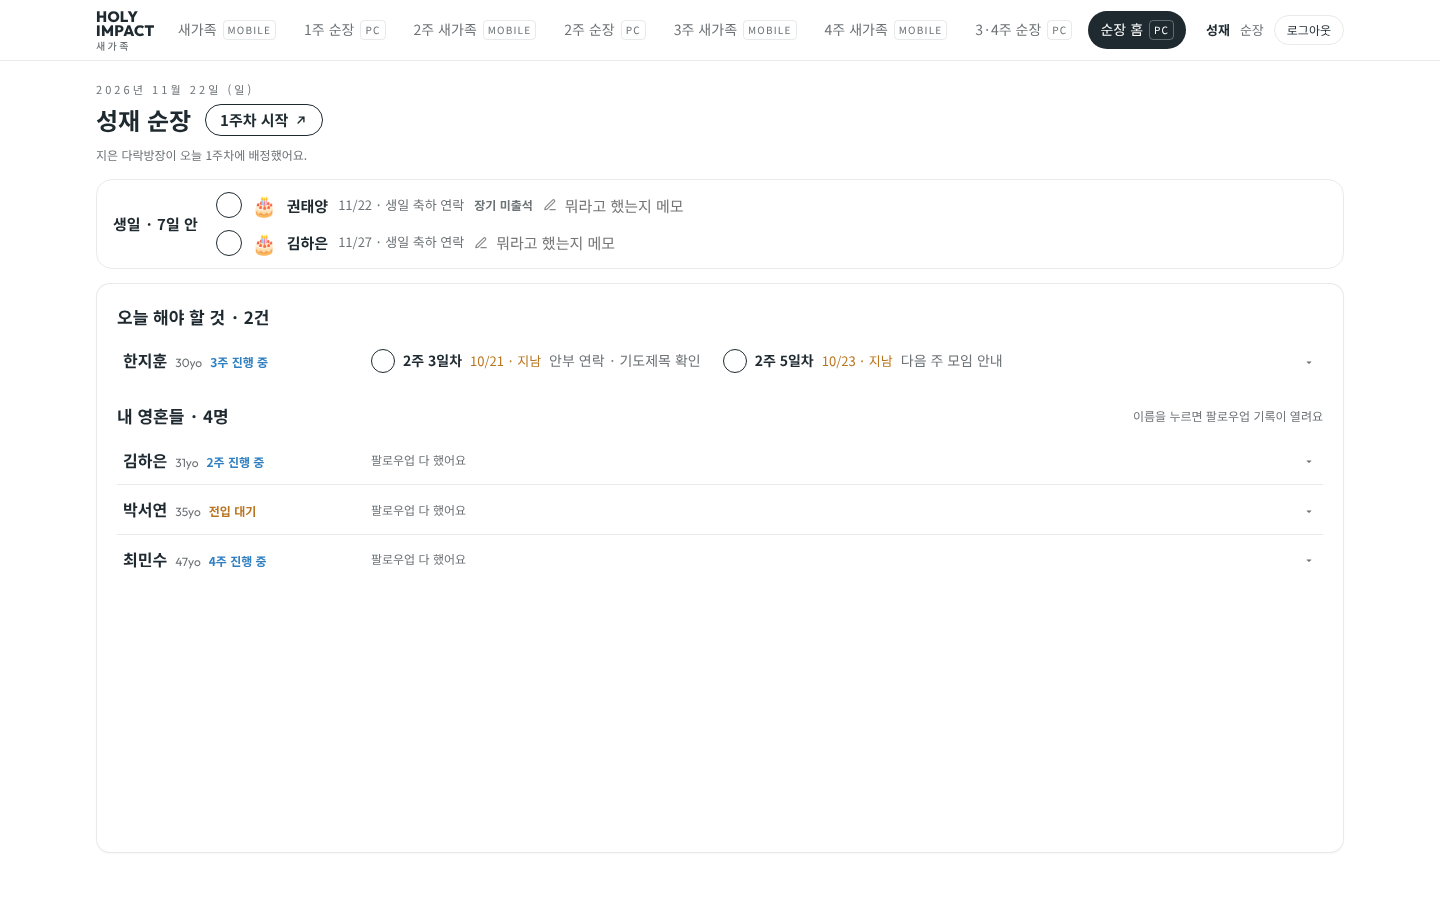 HOLY IMPACT 새가족
새가족 MOBILE 1주 순장 PC 2주 새가족 MOBILE 2주 순장 PC 3주 새가족 MOBILE 4주 새가족 MOBILE 3·4주 순장 PC 순장 홈 PC 성재 순장 로그아웃
2026년 11월 22일 (일)
성재 순장 1주차 시작 ↗
지은 다락방장이 오늘 1주차에 배정했어요.
생일 · 7일 안
권태양 11/22 · 생일 축하 연락 장기 미출석 뭐라고 했는지 메모
김하은 11/27 · 생일 축하 연락 뭐라고 했는지 메모
오늘 해야 할 것 · 2건
한지훈 30yo 3주 진행 중 2주 3일차 10/21 · 지남 안부 연락 · 기도제목 확인 2주 5일차 10/23 · 지남 다음 주 모임 안내
내 영혼들 · 4명 이름을 누르면 팔로우업 기록이 열려요
김하은 31yo 2주 진행 중 팔로우업 다 했어요
박서연 35yo 전입 대기 팔로우업 다 했어요
최민수 47yo 4주 진행 중 팔로우업 다 했어요